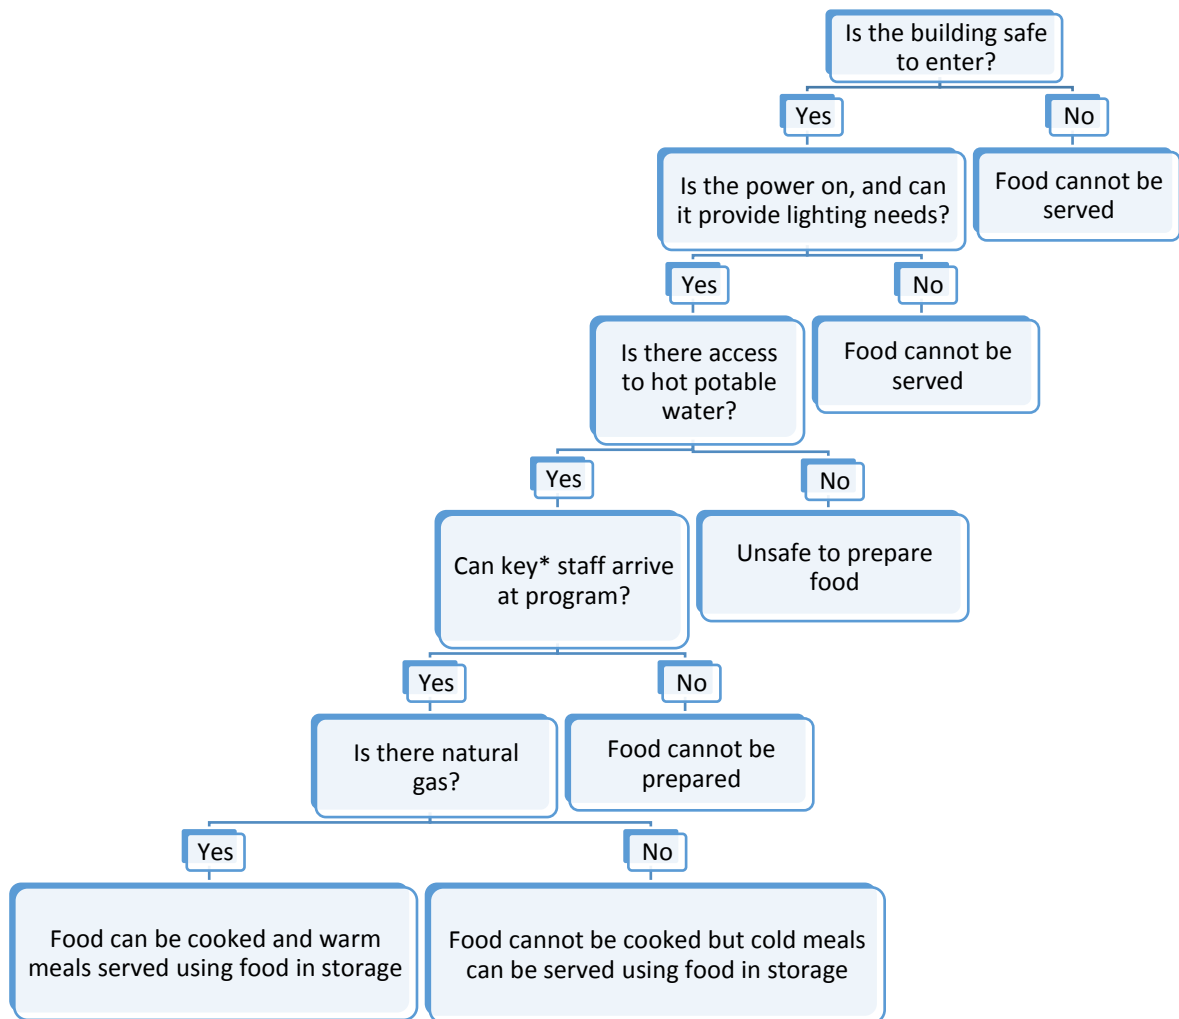 Is the building safe
to enter?
Yes
No
Is the power on, and can
it provide lighting needs?
Food cannot be
served
Yes
No
Is there access
to hot potable
water?
Food cannot be
served
Yes
No
Can key* staff arrive
at program?
Unsafe to prepare
food
Yes
No
Is there natural
gas?
Food cannot be
prepared
Yes
No
Food can be cooked and warm
meals served using food in storage
Food cannot be cooked but cold meals
can be served using food in storage